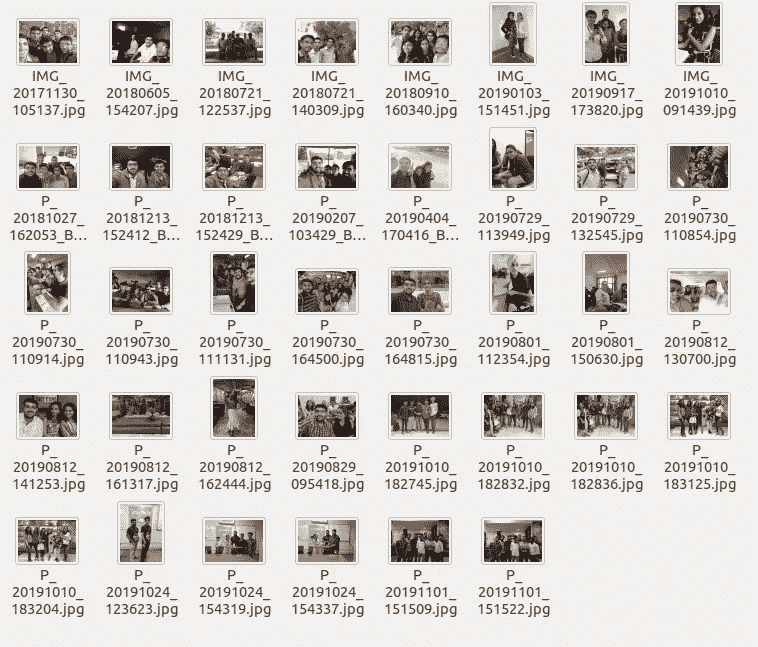 IMG_ IMG_ IMG_ IMG_ IMG_ IMG_ IMG_ IMG_
20171130_ 20180605_ 20180721_ 20180721_ 20180910_ 20190103_ 20190917_ 20191010_
105137.jpg 154207.jpg 122537.jpg 140309.jpg 160340.jpg 151451.jpg 173820.jpg 091439.jpg
P_ P_ P_ P_ P_ P_ P_ P_
20181027_ 20181213_ 20181213_ 20190207_ 20190404_ 20190729_ 20190729_ 20190730_
162053_B... 152412_B... 152429_B... 103429_B... 170416_B... 113949.jpg 132545.jpg 110854.jpg
P_ P_ P_ P_ P_ P_ P_ P_
20190730_ 20190730_ 20190730_ 20190730_ 20190730_ 20190801_ 20190801_ 20190812_
110914.jpg 110943.jpg 111131.jpg 164500.jpg 164815.jpg 112354.jpg 150630.jpg 130700.jpg
P_ P_ P_ P_ P_ P_ P_ P_
20190812_ 20190812_ 20190812_ 20190829_ 20191010_ 20191010_ 20191010_ 20191010_
141253.jpg 161317.jpg 162444.jpg 095418.jpg 182745.jpg 182832.jpg 182836.jpg 183125.jpg
P_ P_ P_ P_ P_ P_
20191010_ 20191024_ 20191024_ 20191024_ 20191101_ 20191101_
183204.jpg 123623.jpg 154319.jpg 154337.jpg 151509.jpg 151522.jpg